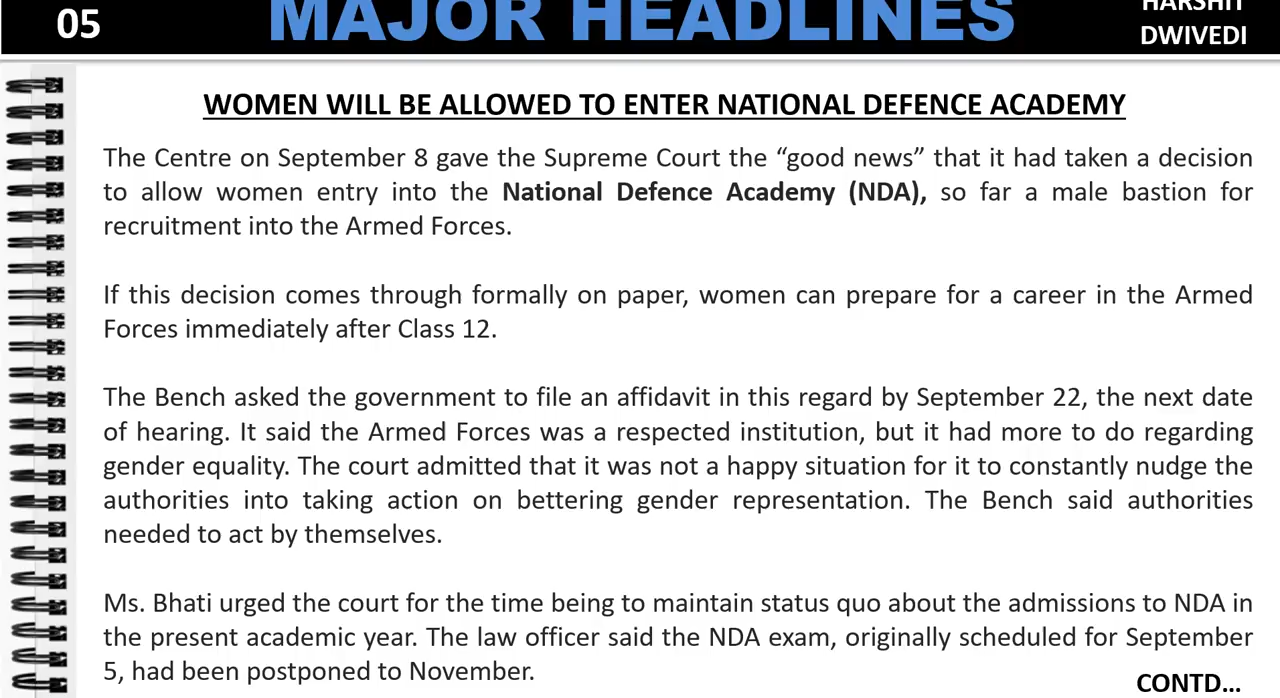 05
MAJOR HEADLINES
HARSHIT
DWIVEDI
WOMEN WILL BE ALLOWED TO ENTER NATIONAL DEFENCE ACADEMY
The Centre on September 8 gave the Supreme Court the “good news” that it had taken a decision
to allow women entry into the National Defence Academy (NDA), so far a male bastion for
recruitment into the Armed Forces.
If this decision comes through formally on paper, women can prepare for a career in the Armed
Forces immediately after Class 12.
The Bench asked the government to file an affidavit in this regard by September 22, the next date
of hearing. It said the Armed Forces was a respected institution, but it had more to do regarding
gender equality. The court admitted that it was not a happy situation for it to constantly nudge the
authorities into taking action on bettering gender representation. The Bench said authorities
needed to act by themselves.
Ms. Bhati urged the court for the time being to maintain status quo about the admissions to NDA in
the present academic year. The law officer said the NDA exam, originally scheduled for September
5, had been postponed to November.
CONTD...